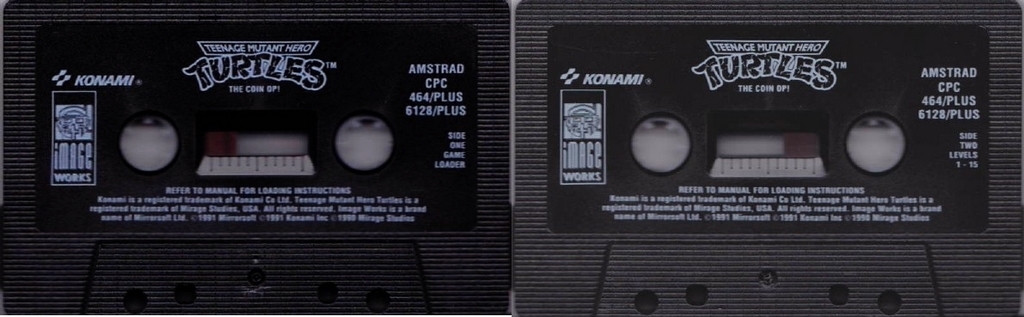 TEENAGE MUTANT HERO
TURTLES™
THE COIN OP!
KONAMI®
AMSTRAD
CPC
464/PLUS
6128/PLUS
image
WORKS
SIDE
ONE
GAME
LOADER
REFER TO MANUAL FOR LOADING INSTRUCTIONS
Konami is a registered trademark of Konami Co Ltd. Teenage Mutant Hero Turtles is a
registered trademark of Mirage Studios, USA. All rights reserved. Image Works is a brand
name of Mirrorsoft Ltd. ©1991 Mirrorsoft ©1991 Konami Inc ©1990 Mirage Studios
TEENAGE MUTANT HERO
TURTLES™
THE COIN OP!
KONAMI®
AMSTRAD
CPC
464/PLUS
6128/PLUS
image
WORKS
SIDE
TWO
LEVELS
1 - 15
REFER TO MANUAL FOR LOADING INSTRUCTIONS
Konami is a registered trademark of Konami Co Ltd. Teenage Mutant Hero Turtles is a
registered trademark of Mirage Studios, USA. All rights reserved. Image Works is a brand
name of Mirrorsoft Ltd. ©1991 Mirrorsoft ©1991 Konami Inc ©1990 Mirage Studios